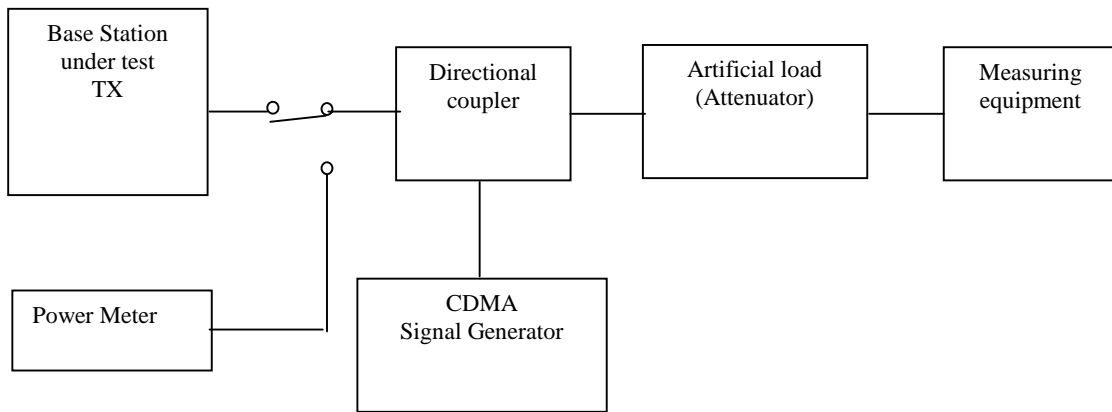 Base Station
under test
TX
Directional
coupler
Artificial load
(Attenuator)
Measuring
equipment
Power Meter
CDMA
Signal Generator